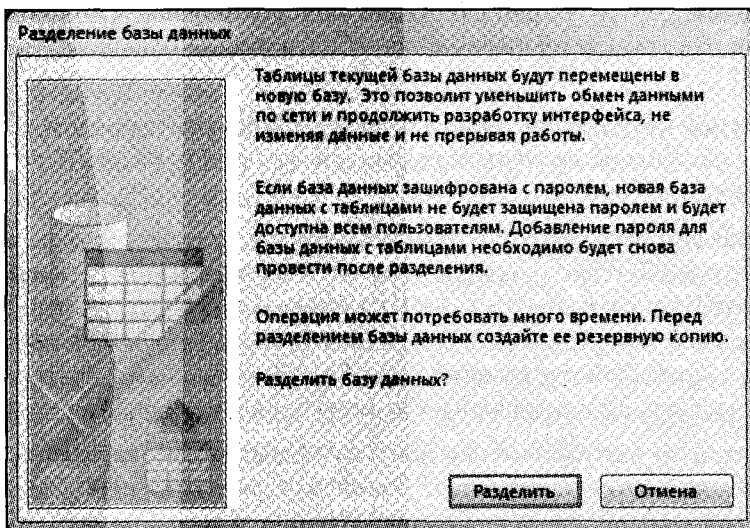 Разделение базы данных
Таблицы текущей базы данных будут перемещены в
новую базу. Это позволит уменьшить обмен данными
по сети и продолжить разработку интерфейса, не
изменяя данные и не прерывая работы.
Если база данных зашифрована с паролем, новая база
данных с таблицами не будет защищена паролем и будет
доступна всем пользователям. Добавление пароля для
базы данных с таблицами необходимо будет снова
провести после разделения.
Операция может потребовать много времени. Перед
разделением базы данных создайте ее резервную копию.
Разделить базу данных?
Разделить
Отмена